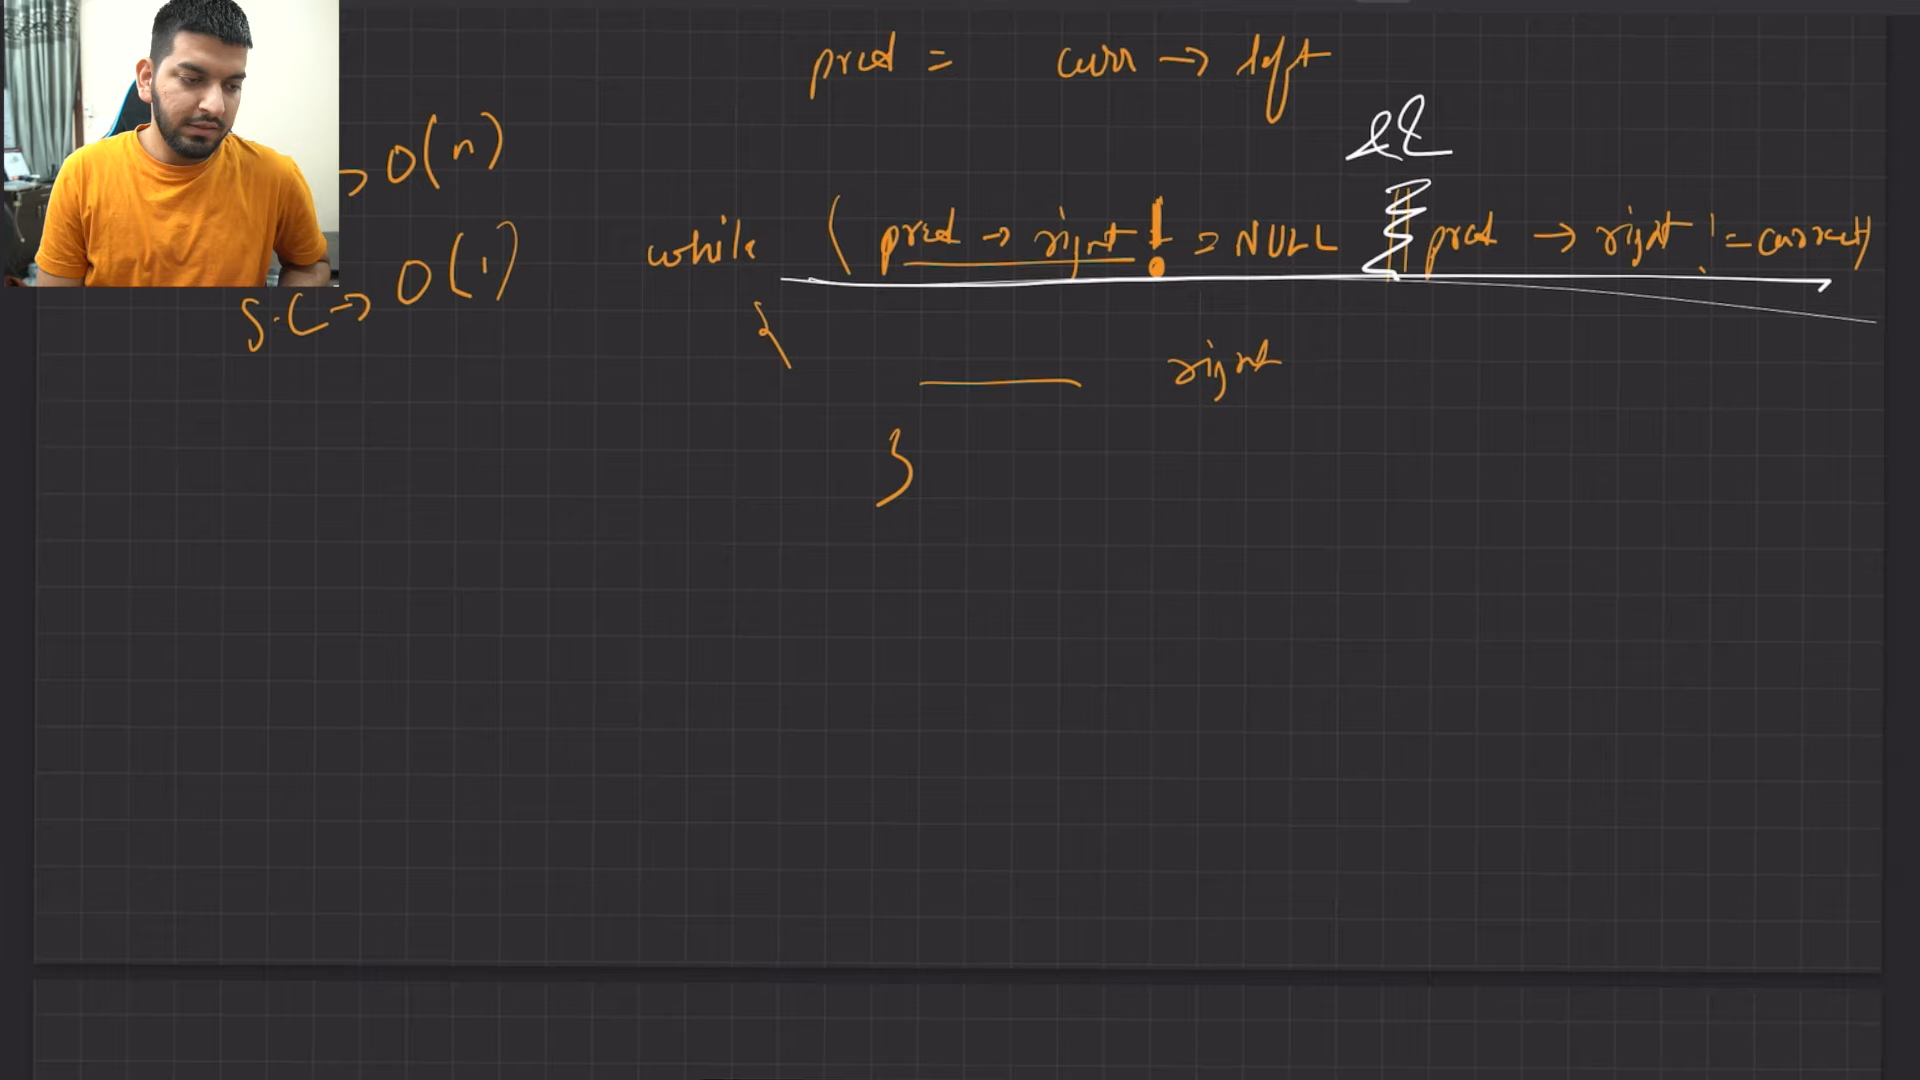 pred = curr → left
&&
→ O(n)
while ( pred → right ! = NULL || pred → right != current)
S.C → O(1)
{
right
}